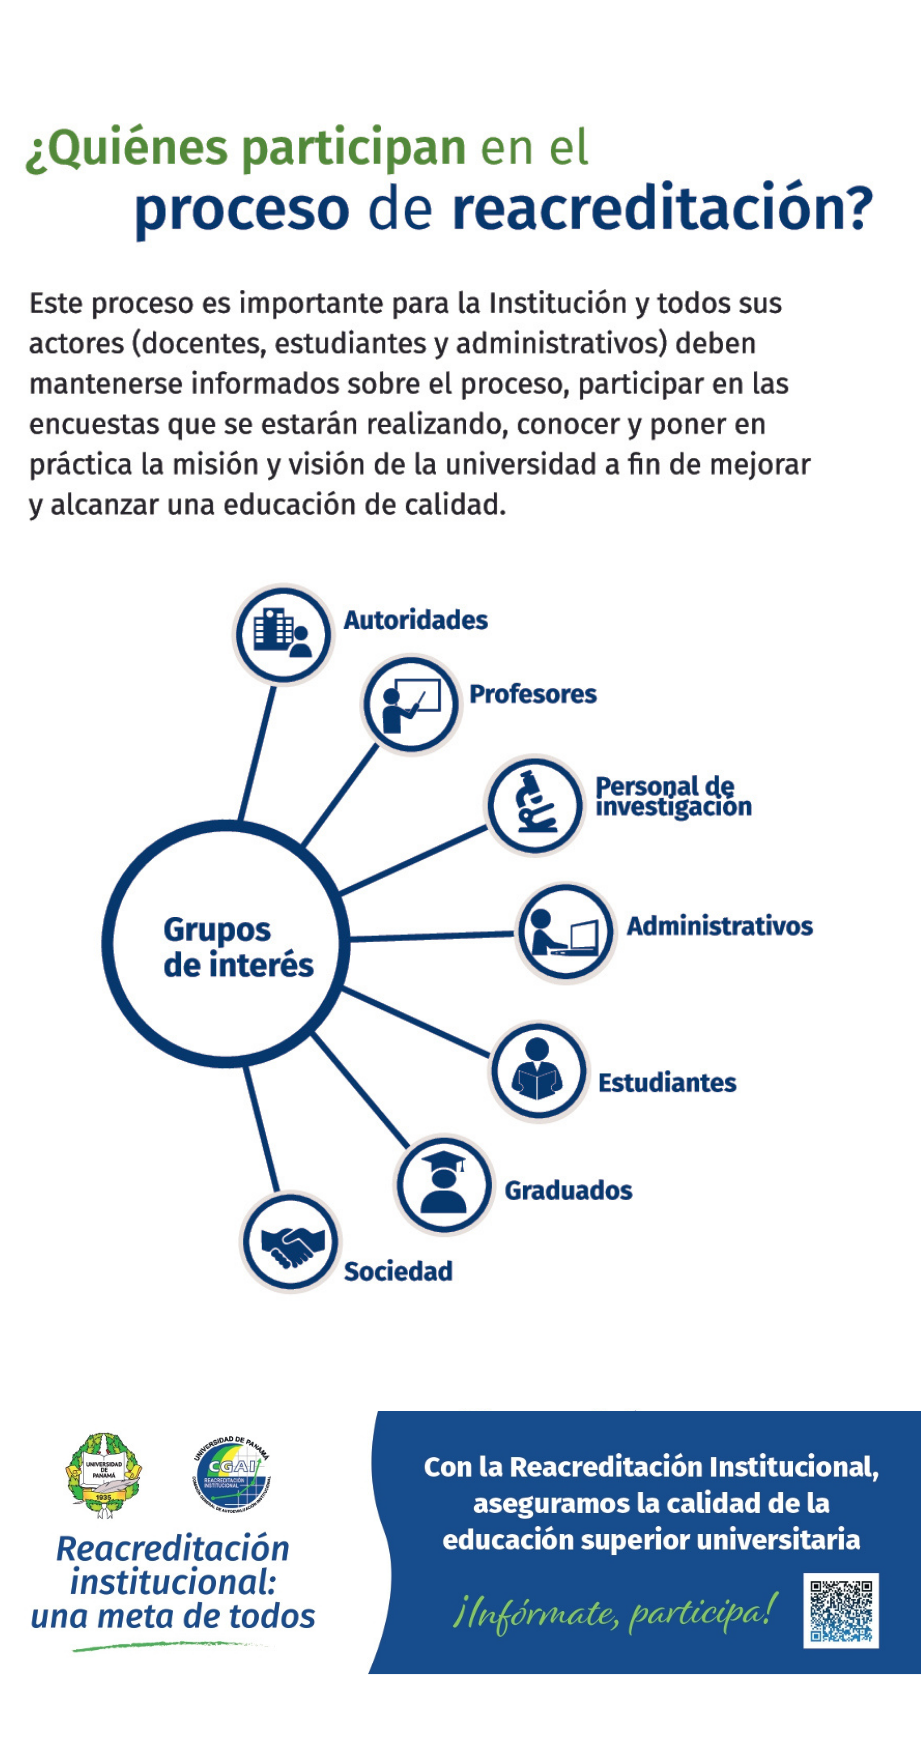 ¿Quiénes participan en el
proceso de reacreditación?
Este proceso es importante para la Institución y todos sus
actores (docentes, estudiantes y administrativos) deben
mantenerse informados sobre el proceso, participar en las
encuestas que se estarán realizando, conocer y poner en
práctica la misión y visión de la universidad a fin de mejorar
y alcanzar una educación de calidad.
Autoridades
Profesores
Personal de
investigación
Administrativos
Grupos
de interés
Estudiantes
Graduados
Sociedad
UNIVERSIDAD
DE
PANAMÁ
1935
UNIVERSIDAD DE PANAMÁ
CGAI
REACREDITACIÓN
INSTITUCIONAL
Reacreditación
institucional:
una meta de todos
Con la Reacreditación Institucional,
aseguramos la calidad de la
educación superior universitaria
¡Infórmate, participa!